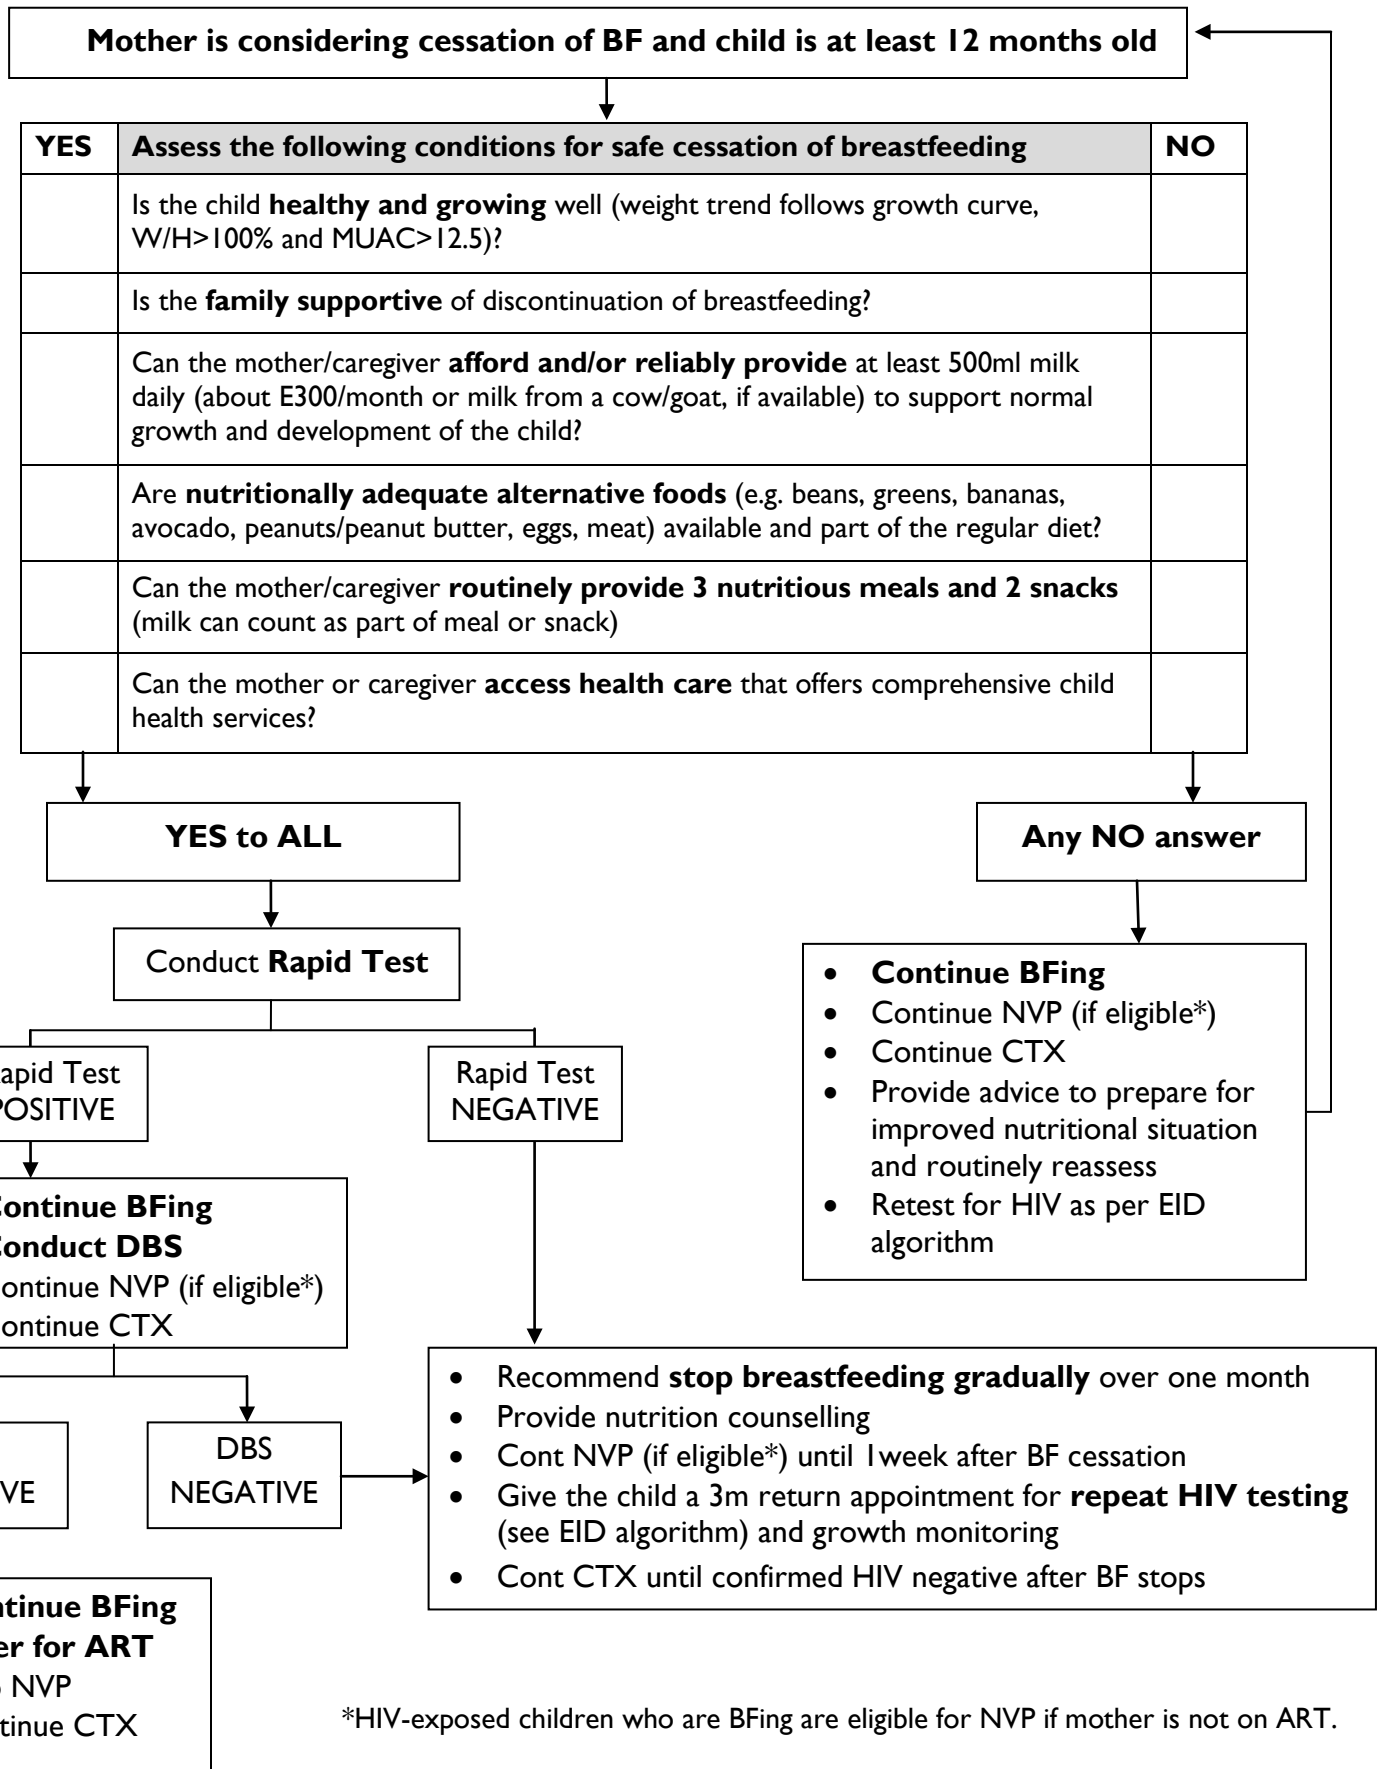 Mother is considering cessation of BF and child is at least 12 months old
YES
Assess the following conditions for safe cessation of breastfeeding
NO
Is the child healthy and growing well (weight trend follows growth curve,
W/H>100% and MUAC>12.5)?
Is the family supportive of discontinuation of breastfeeding?
Can the mother/caregiver afford and/or reliably provide at least 500ml milk
daily (about E300/month or milk from a cow/goat, if available) to support normal
growth and development of the child?
Are nutritionally adequate alternative foods (e.g. beans, greens, bananas,
avocado, peanuts/peanut butter, eggs, meat) available and part of the regular diet?
Can the mother/caregiver routinely provide 3 nutritious meals and 2 snacks
(milk can count as part of meal or snack)
Can the mother or caregiver access health care that offers comprehensive child
health services?
YES to ALL
Any NO answer
Conduct Rapid Test
• Continue BFing
• Continue NVP (if eligible*)
• Continue CTX
• Provide advice to prepare for
improved nutritional situation
and routinely reassess
• Retest for HIV as per EID
algorithm
apid Test
POSITIVE
Rapid Test
NEGATIVE
ontinue BFing
onduct DBS
ontinue NVP (if eligible*)
ontinue CTX
VE
DBS
NEGATIVE
• Recommend stop breastfeeding gradually over one month
• Provide nutrition counselling
• Cont NVP (if eligible*) until 1week after BF cessation
• Give the child a 3m return appointment for repeat HIV testing
(see EID algorithm) and growth monitoring
• Cont CTX until confirmed HIV negative after BF stops
ntinue BFing
er for ART
NVP
tinue CTX
*HIV-exposed children who are BFing are eligible for NVP if mother is not on ART.